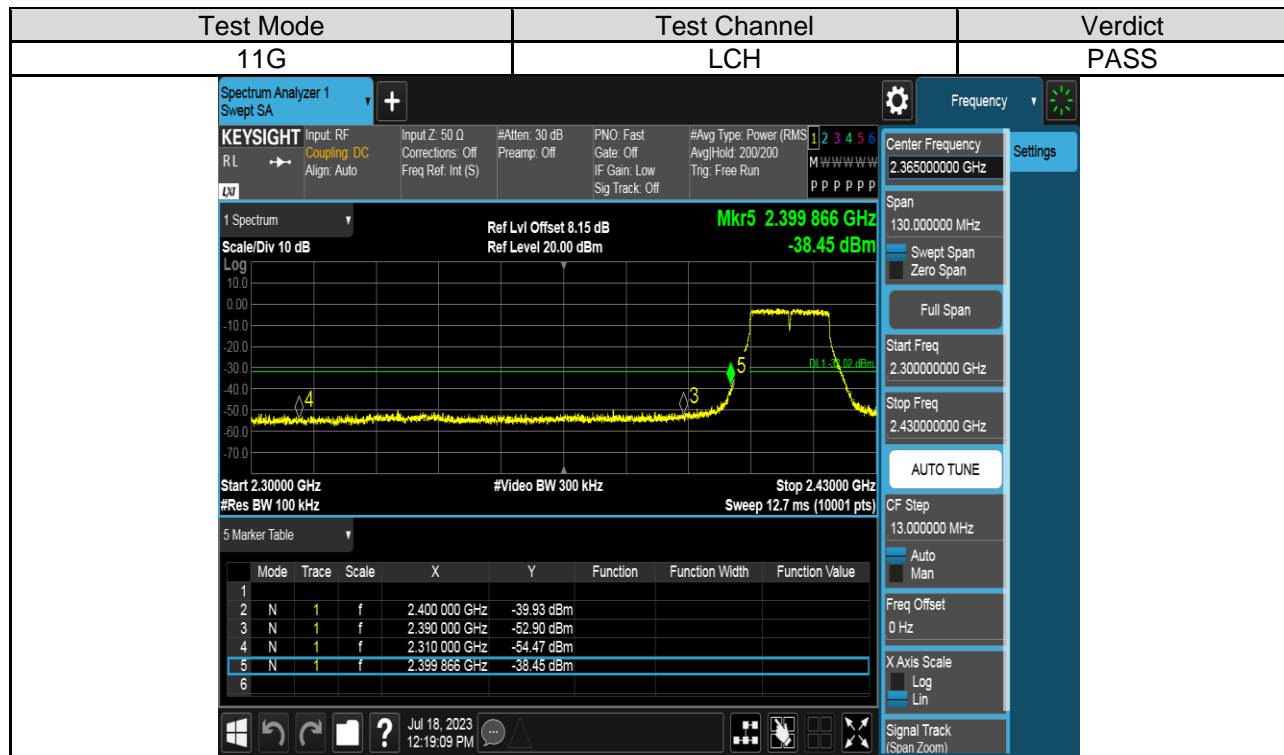 Test Mode Test Channel Verdict
11G LCH PASS
Spectrum Analyzer 1
Swept SA
Frequency
KEYSIGHT Input: RF Input Z: 50 Ω #Atten: 30 dB PNO: Fast #Avg Type: Power (RMS 1 2 3 4 5 6
RL Coupling: DC Corrections: Off Preamp: Off Gate: Off Avg|Hold: 200/200 M W W W W W
Align: Auto Freq Ref: Int (S) IF Gain: Low Trig: Free Run
LXI Sig Track: Off P P P P P P
1 Spectrum Ref Lvl Offset 8.15 dB Mkr5 2.399 866 GHz
Scale/Div 10 dB Ref Level 20.00 dBm -38.45 dBm
Log
10.0
0.00
-10.0
-20.0
-30.0
-40.0
-50.0
-60.0
-70.0
5
3
4
Start 2.30000 GHz #Video BW 300 kHz Stop 2.43000 GHz
#Res BW 100 kHz Sweep 12.7 ms (10001 pts)
5 Marker Table
Mode Trace Scale X Y Function Function Width Function Value
1
2 N 1 f 2.400 000 GHz -39.93 dBm
3 N 1 f 2.390 000 GHz -52.90 dBm
4 N 1 f 2.310 000 GHz -54.47 dBm
5 N 1 f 2.399 866 GHz -38.45 dBm
6
Jul 18, 2023
12:19:09 PM
Center Frequency
2.365000000 GHz
Settings
Span
130.000000 MHz
Swept Span
Zero Span
Full Span
Start Freq
2.300000000 GHz
Stop Freq
2.430000000 GHz
AUTO TUNE
CF Step
13.000000 MHz
Auto
Man
Freq Offset
0 Hz
X Axis Scale
Log
Lin
Signal Track
(Span Zoom)